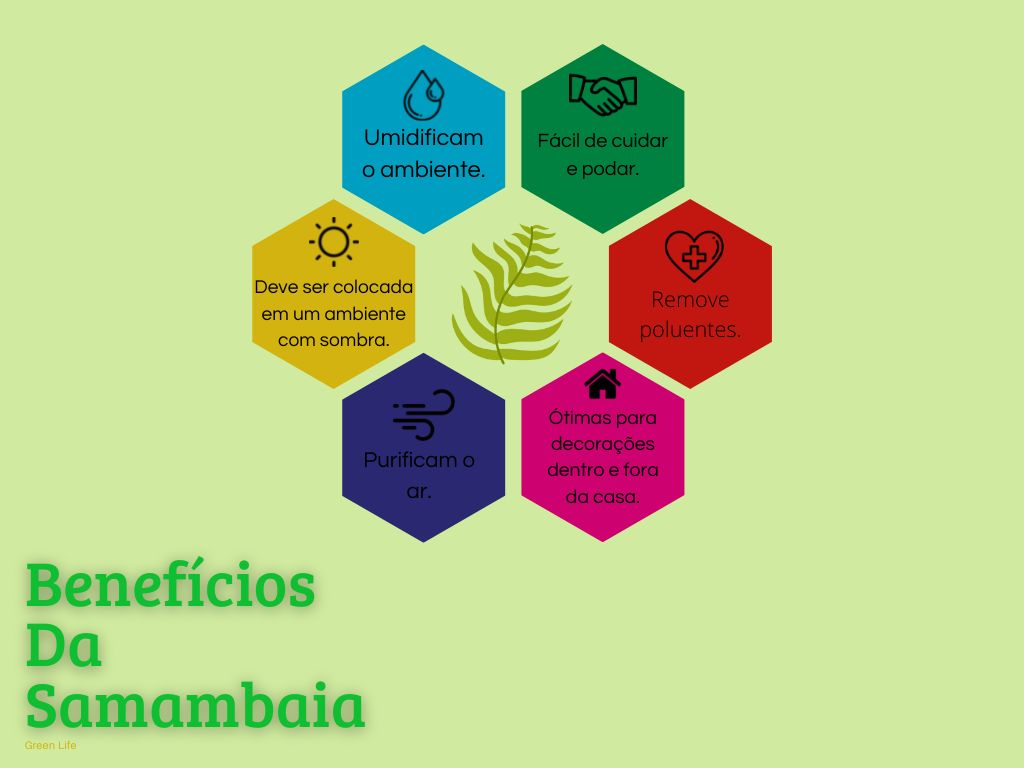 Umidificam
o ambiente.
Fácil de cuidar
e podar.
Deve ser colocada
em um ambiente
com sombra.
Remove
poluentes.
Purificam o
ar.
Ótimas para
decorações
dentro e fora
da casa.
Benefícios
Da
Samambaia
Green Life